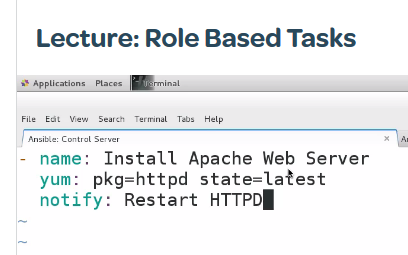 Lecture: Role Based Tasks
Applications Places Terminal
File Edit View Search Terminal Tabs Help
Ansible: Control Server × Ar
- name: Install Apache Web Server
yum: pkg=httpd state=latest
notify: Restart HTTPD
~
~